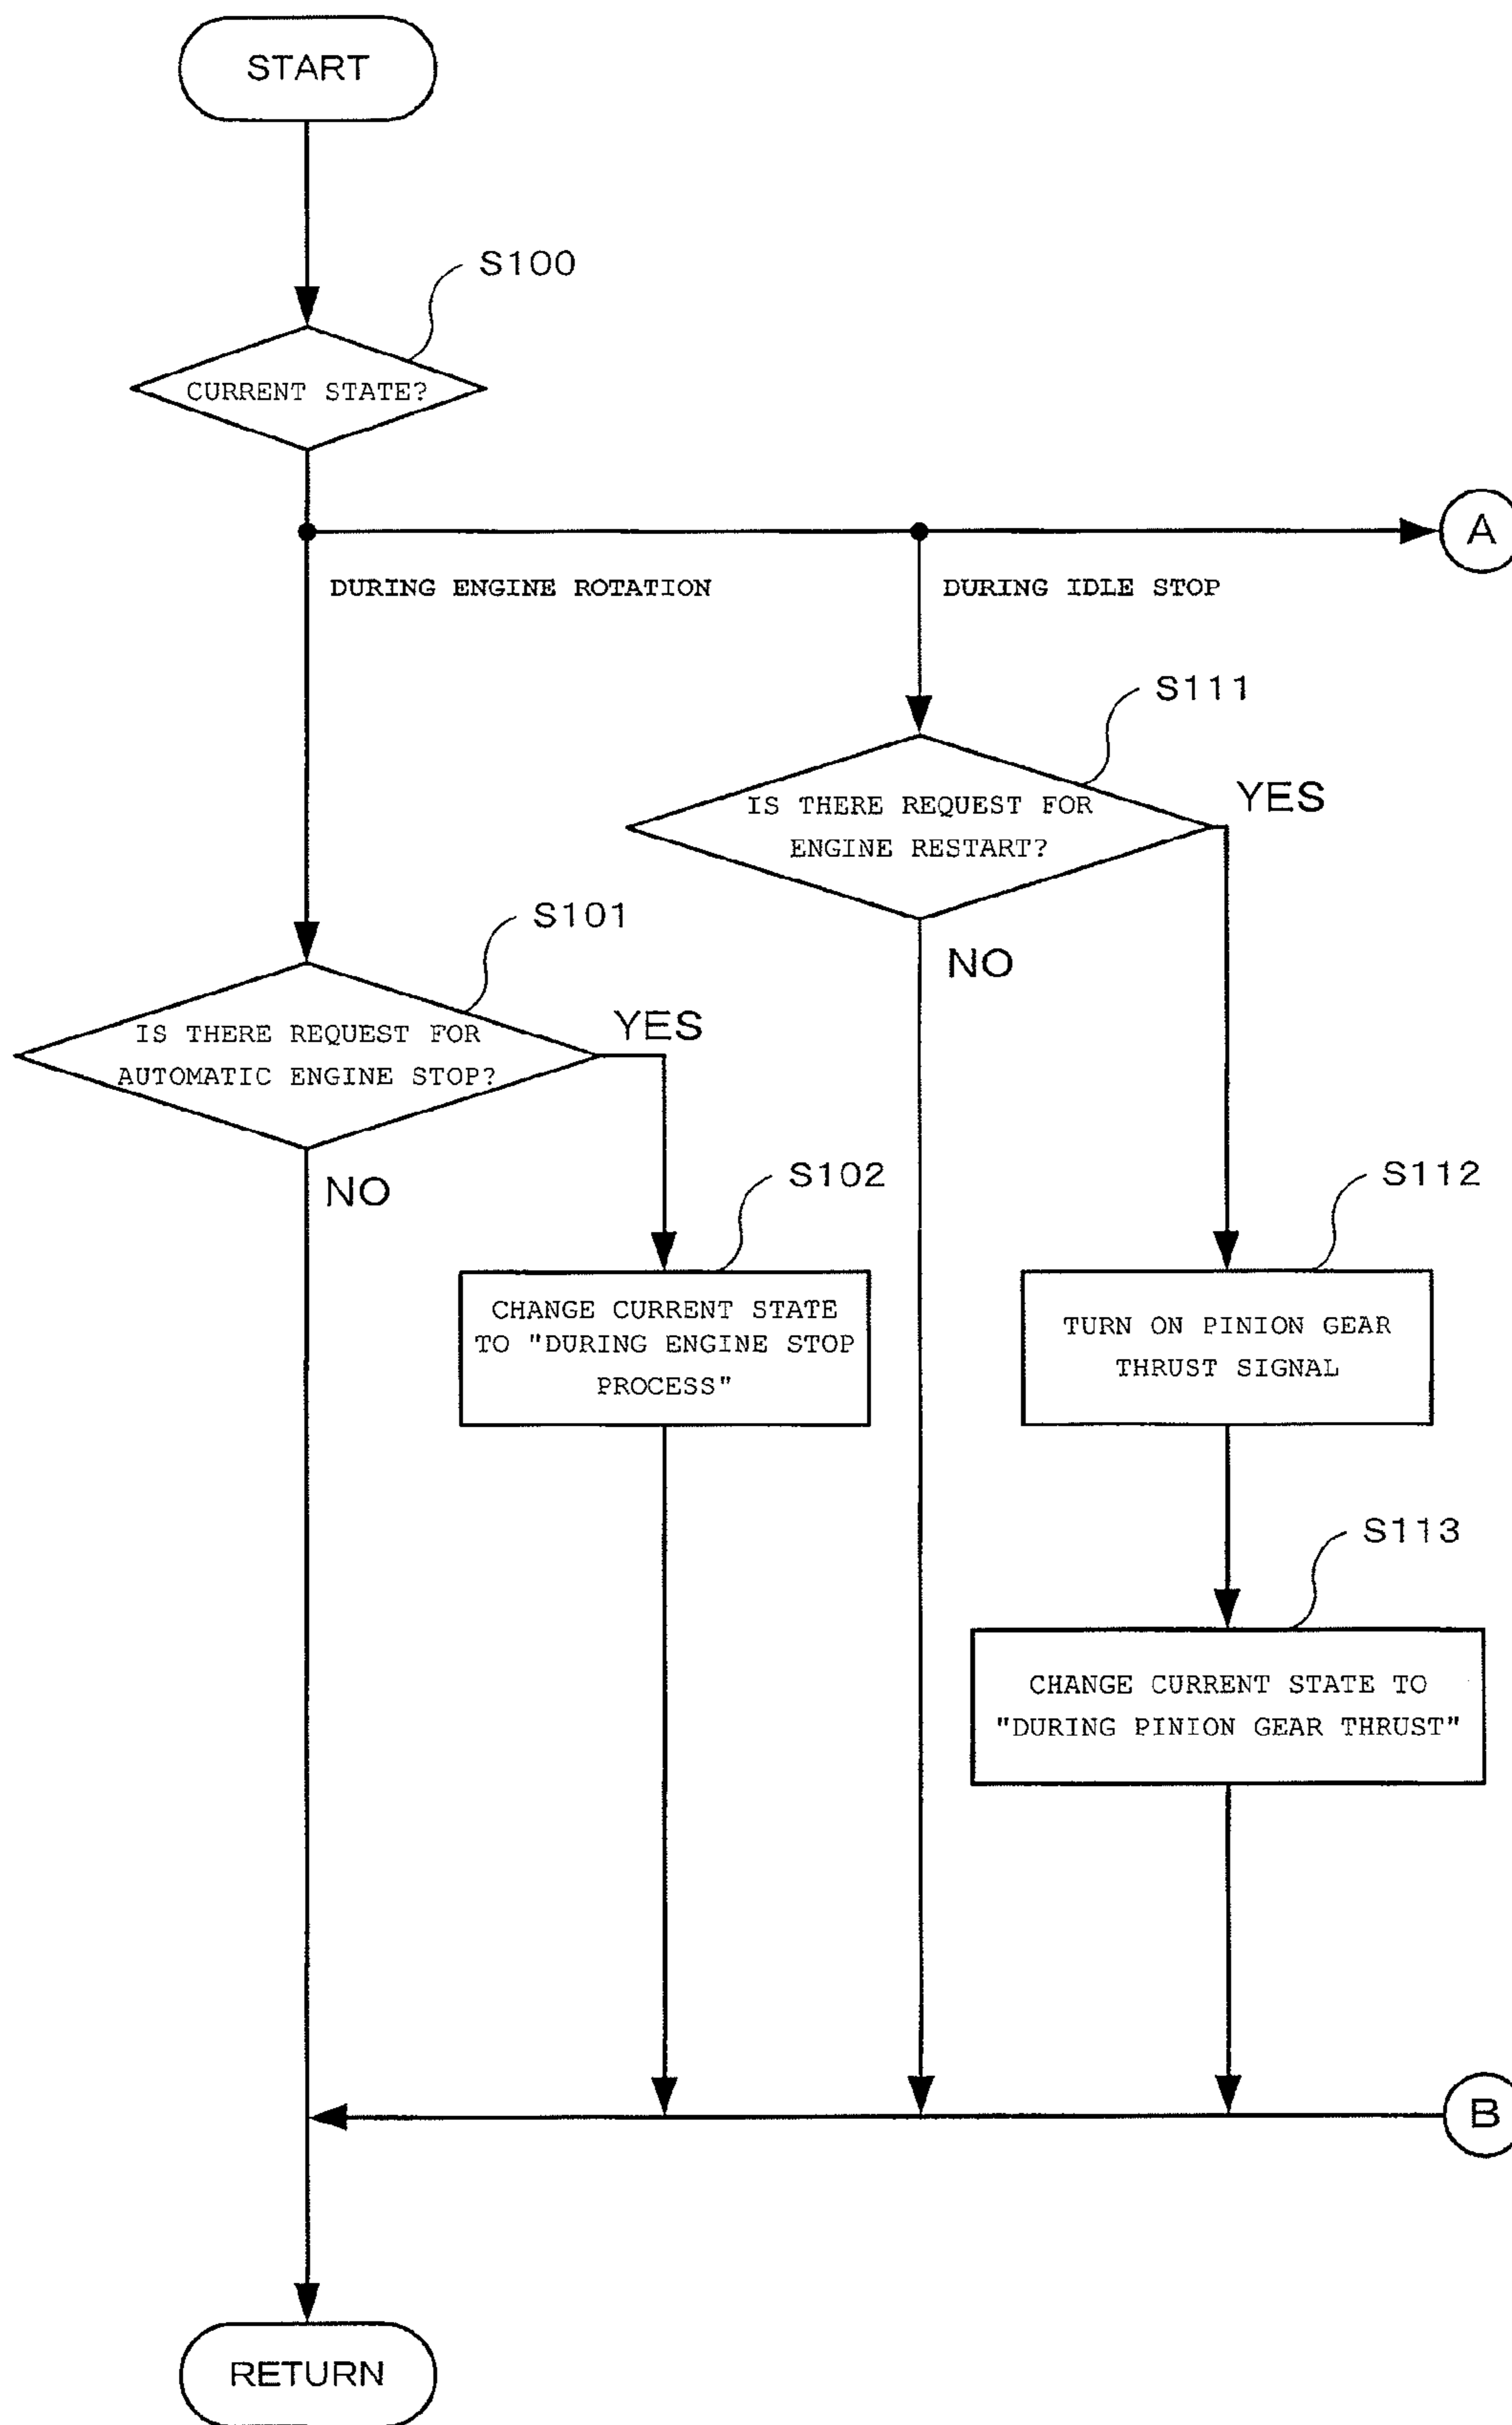 START
S100
CURRENT STATE?
A
DURING ENGINE ROTATION
DURING IDLE STOP
S111
IS THERE REQUEST FOR
ENGINE RESTART?
YES
NO
S101
IS THERE REQUEST FOR
AUTOMATIC ENGINE STOP?
YES
NO
S102
CHANGE CURRENT STATE
TO "DURING ENGINE STOP
PROCESS"
S112
TURN ON PINION GEAR
THRUST SIGNAL
S113
CHANGE CURRENT STATE TO
"DURING PINION GEAR THRUST"
B
RETURN